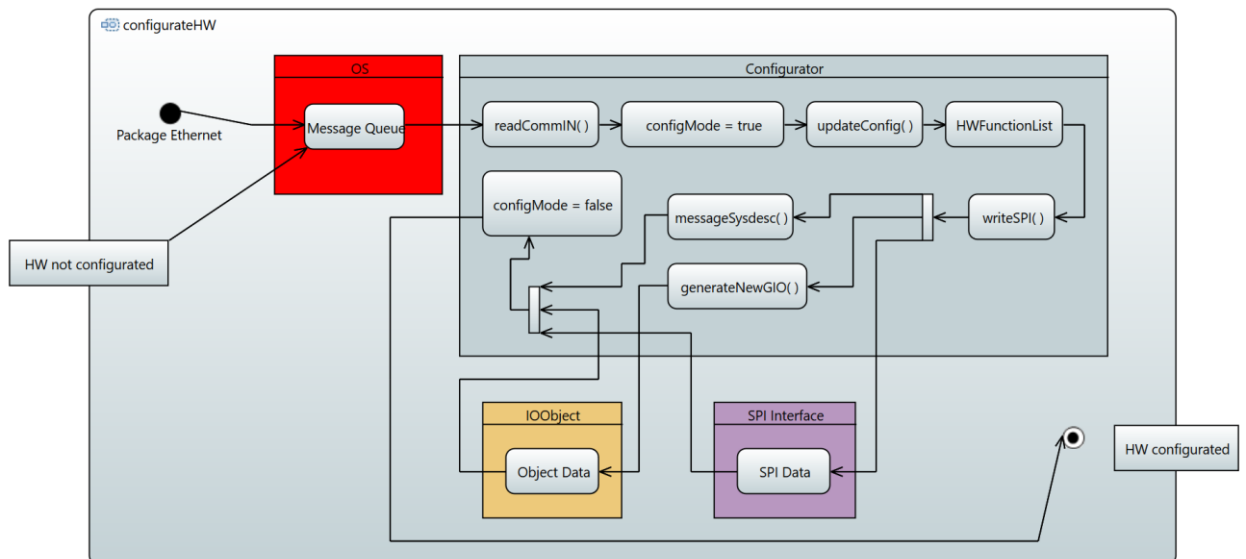 configurateHW
OS
Configurator
Package Ethernet
Message Queue
readCommIN( )
configMode = true
updateConfig( )
HWFunctionList
configMode = false
messageSysdesc( )
writeSPI( )
HW not configurated
generateNewGIO( )
IOObject
SPI Interface
Object Data
SPI Data
HW configurated